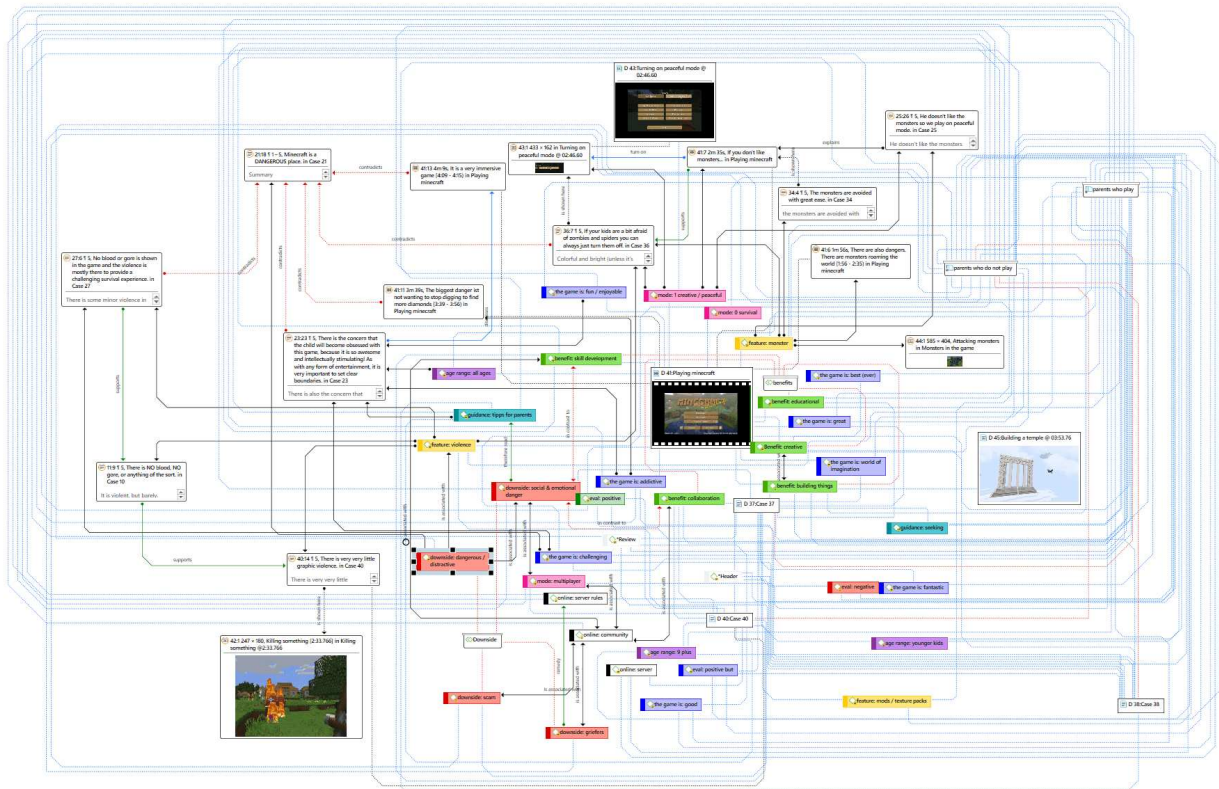 D 43:Turning on peaceful mode @
02:46.60
25:26 ¶ 5, He doesn't like the
monsters so we play on peaceful
mode. in Case 25
He doesn't like the monsters
21:18 ¶ 1 – 5, Minecraft is a
DANGEROUS place. in Case 21
Summary
contradicts
41:13 4m 9s, It is a very immersive
game [4:09 - 4:15] in Playing
minecraft
43:1 433 × 162 in Turning on
peaceful mode @ 02:46.60
turn on
41:7 2m 35s, If you don't like
monsters... in Playing minecraft
explains
34:4 ¶ 5, The monsters are avoided
with great ease. in Case 34
the monsters are avoided with
parents who play
is shown here
supports
36:7 ¶ 5, If your kids are a bit afraid
of zombies and spiders you can
always just turn them off. in Case 36
Colorful and bright (unless it's
contradicts
41:6 1m 56s, There are also dangers.
There are monsters roaming the
world [1:56 - 2:35] in Playing
minecraft
parents who do not play
27:6 ¶ 5, No blood or gore is shown
in the game and the violence is
mostly there to provide a
challenging survival experience. in
Case 27
There is some minor violence in
contradicts
contradicts
41:11 3m 39s, The biggest danger ist
not wanting to stop digging to find
more diamonds [3:39 - 3:56] in
Playing minecraft
the game is: fun / enjoyable
mode: 1 creative / peaceful
mode: 0 survival
feature: monster
44:1 585 × 404, Attacking monsters
in Monsters in the game
23:23 ¶ 5, There is the concern that
the child will become obsessed with
this game, because it is so awesome
and intellectually stimulating! As
with any form of entertainment, it is
very important to set clear
boundaries. in Case 23
There is also the concern that
benefit: skill development
age range: all ages
D 41:Playing minecraft
benefits
the game is: best (ever)
benefit: educational
the game is: great
supports
guidance: tipps for parents
feature: violence
in contrast to
Benefit creative
D 45:Building a temple @ 03:53.76
the game is: world of
imagination
11:9 ¶ 5, There is NO blood, NO
gore, or anything of the sort. in
Case 10
It is violent, but barely.
the game is: addictive
downside: social & emotional
danger
eval: positive
benefit: collaboration
benefit: building things
D 37:Case 37
in contrast to
guidance: seeking
*Review
supports
40:14 ¶ 5, There is very very little
graphic violence. in Case 40
There is very very little
is associated with
downside: dangerous /
distractive
the game is: challenging
mode: multiplayer
*Header
online: server rules
eval: negative
the game is: fantastic
is shown here
D 40:Case 40
42:1 247 × 180, Killing something [2:33.766] in Killing
something @2:33.766
Downside
online: community
age range: younger kids
age range: 9 plus
online: server
eval: positive but
is associated with
downside: scam
the game is: good
feature: mods / texture packs
D 38:Case 38
downside: griefers